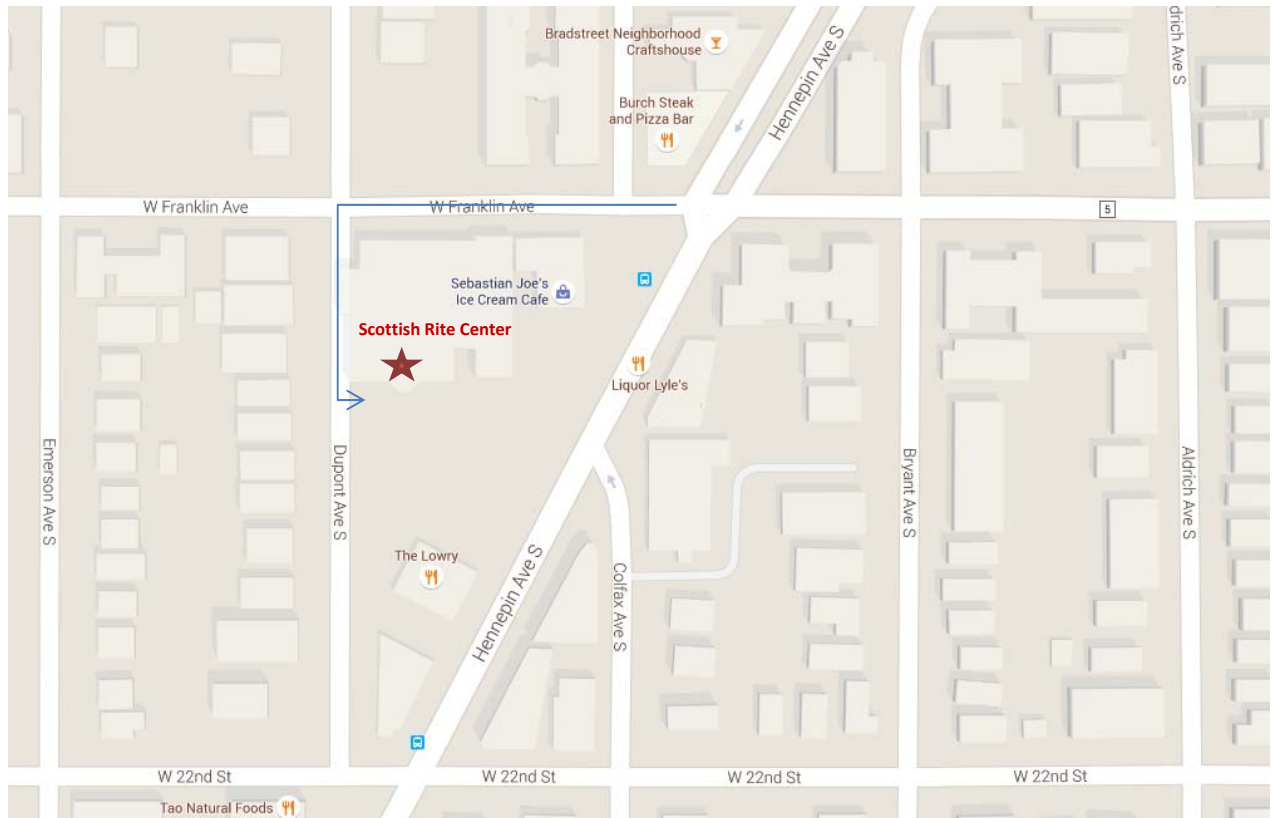 Bradstreet Neighborhood
Craftshouse
Hennepin Ave S
drich Ave S
Burch Steak
and Pizza Bar
W Franklin Ave
W Franklin Ave
5
Sebastian Joe's
Ice Cream Cafe
Scottish Rite Center
Liquor Lyle's
Emerson Ave S
Dupont Ave S
Bryant Ave S
Aldrich Ave S
The Lowry
Hennepin Ave S
Colfax Ave S
W 22nd St
W 22nd St
W 22nd St
W 22nd St
Tao Natural Foods